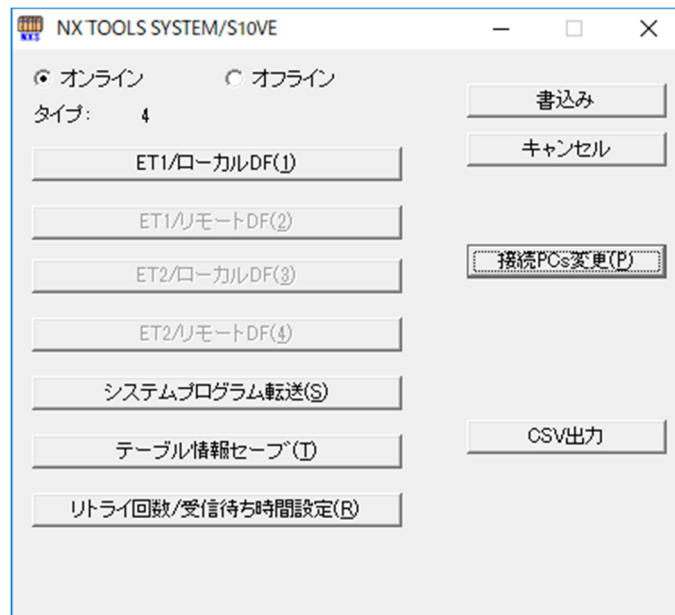 NXS
NX TOOLS SYSTEM/S10VE
オンライン オフライン
タイプ: 4
書込み
キャンセル
ET1/ローカルDF(1)
ET1/リモートDF(2)
接続PCs変更(P)
ET2/ローカルDF(3)
ET2/リモートDF(4)
システムプログラム転送(S)
テーブル情報セーブ(T)
CSV出力
リトライ回数/受信待ち時間設定(R)